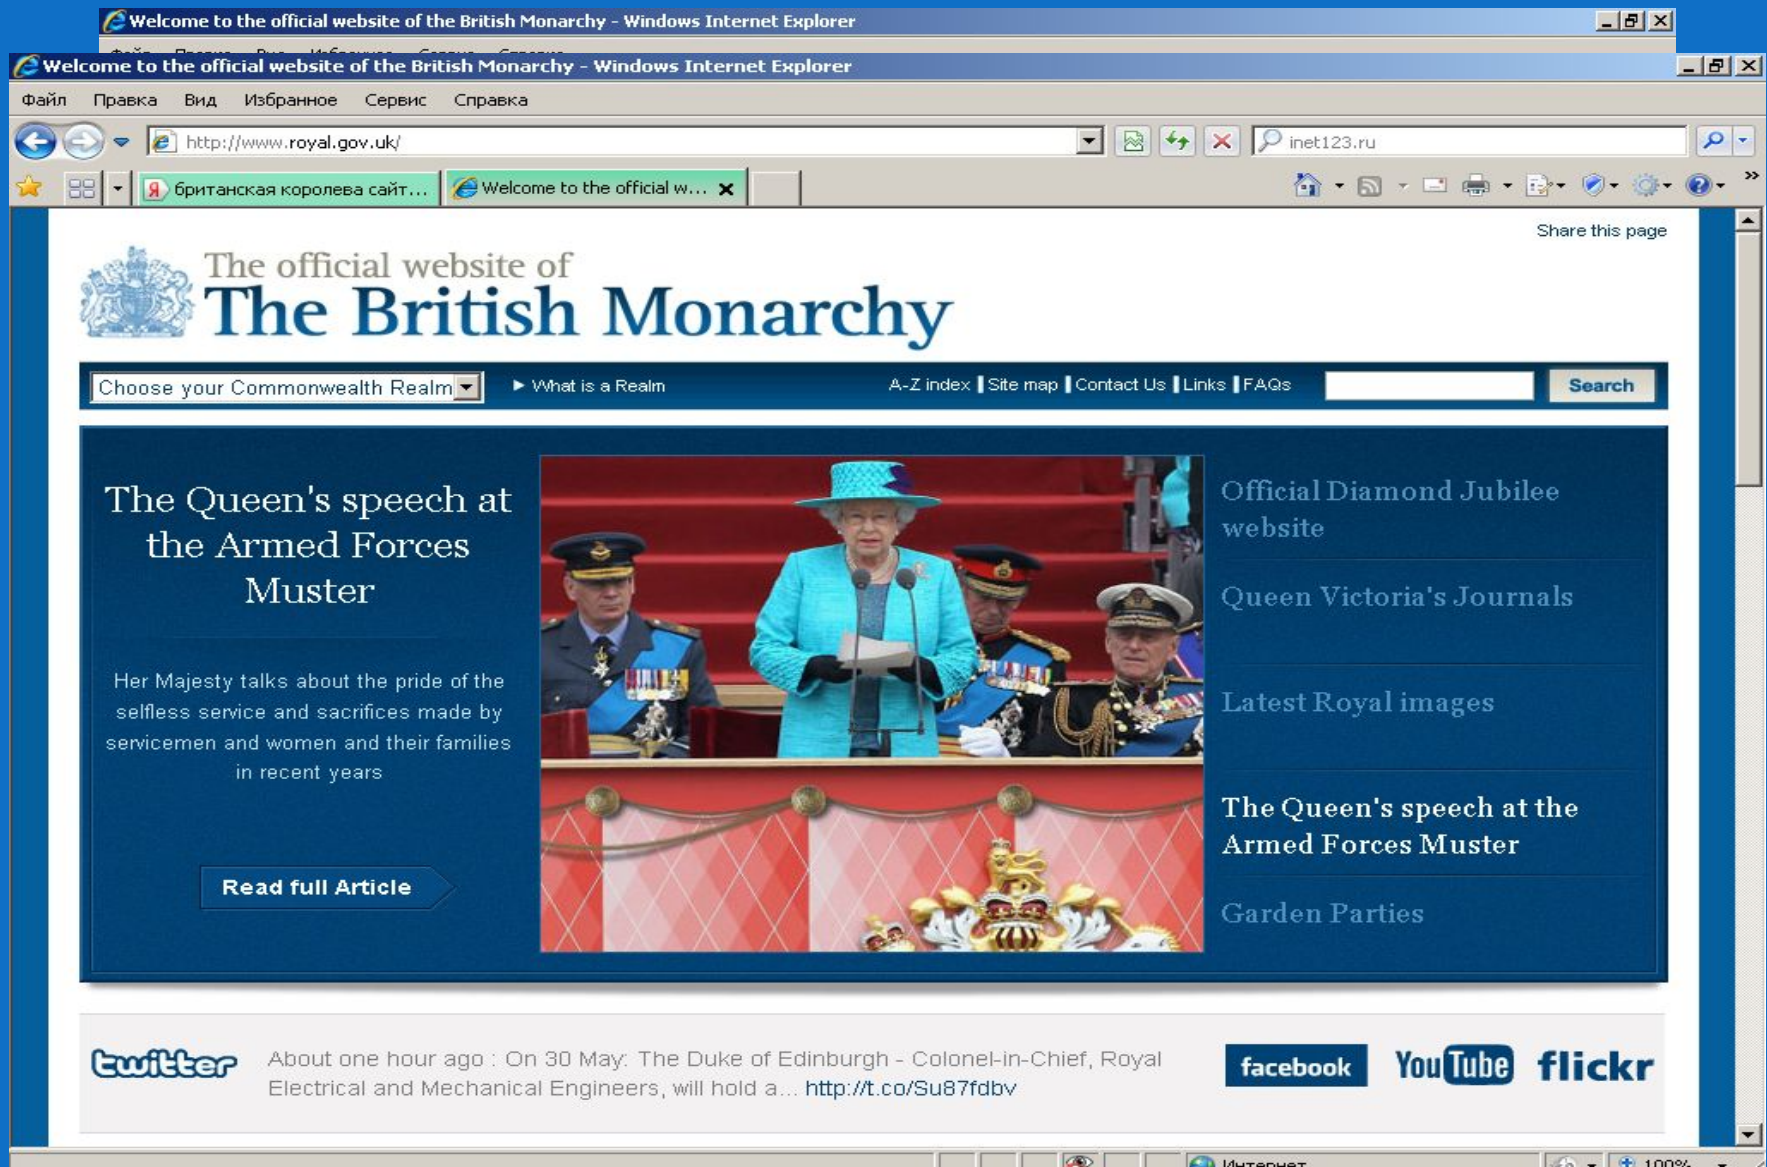 Welcome to the official website of the British Monarchy - Windows Internet Explorer
Файл Правка Вид Избранное Сервис Справка
Welcome to the official website of the British Monarchy - Windows Internet Explorer
Файл Правка Вид Избранное Сервис Справка
http://www.royal.gov.uk/
inet123.ru
британская королева сайт...
Welcome to the official w...
Share this page
The official website of
The British Monarchy
Choose your Commonwealth Realm
What is a Realm
A-Z index | Site map | Contact Us | Links | FAQs
Search
The Queen's speech at
the Armed Forces
Muster
Her Majesty talks about the pride of the
selfless service and sacrifices made by
servicemen and women and their families
in recent years
Read full Article
Official Diamond Jubilee
website
Queen Victoria's Journals
Latest Royal images
The Queen's speech at the
Armed Forces Muster
Garden Parties
twitter
About one hour ago : On 30 May: The Duke of Edinburgh - Colonel-in-Chief, Royal
Electrical and Mechanical Engineers, will hold a... http://t.co/Su87fdbv
facebook
YouTube
flickr
Интернет
100%